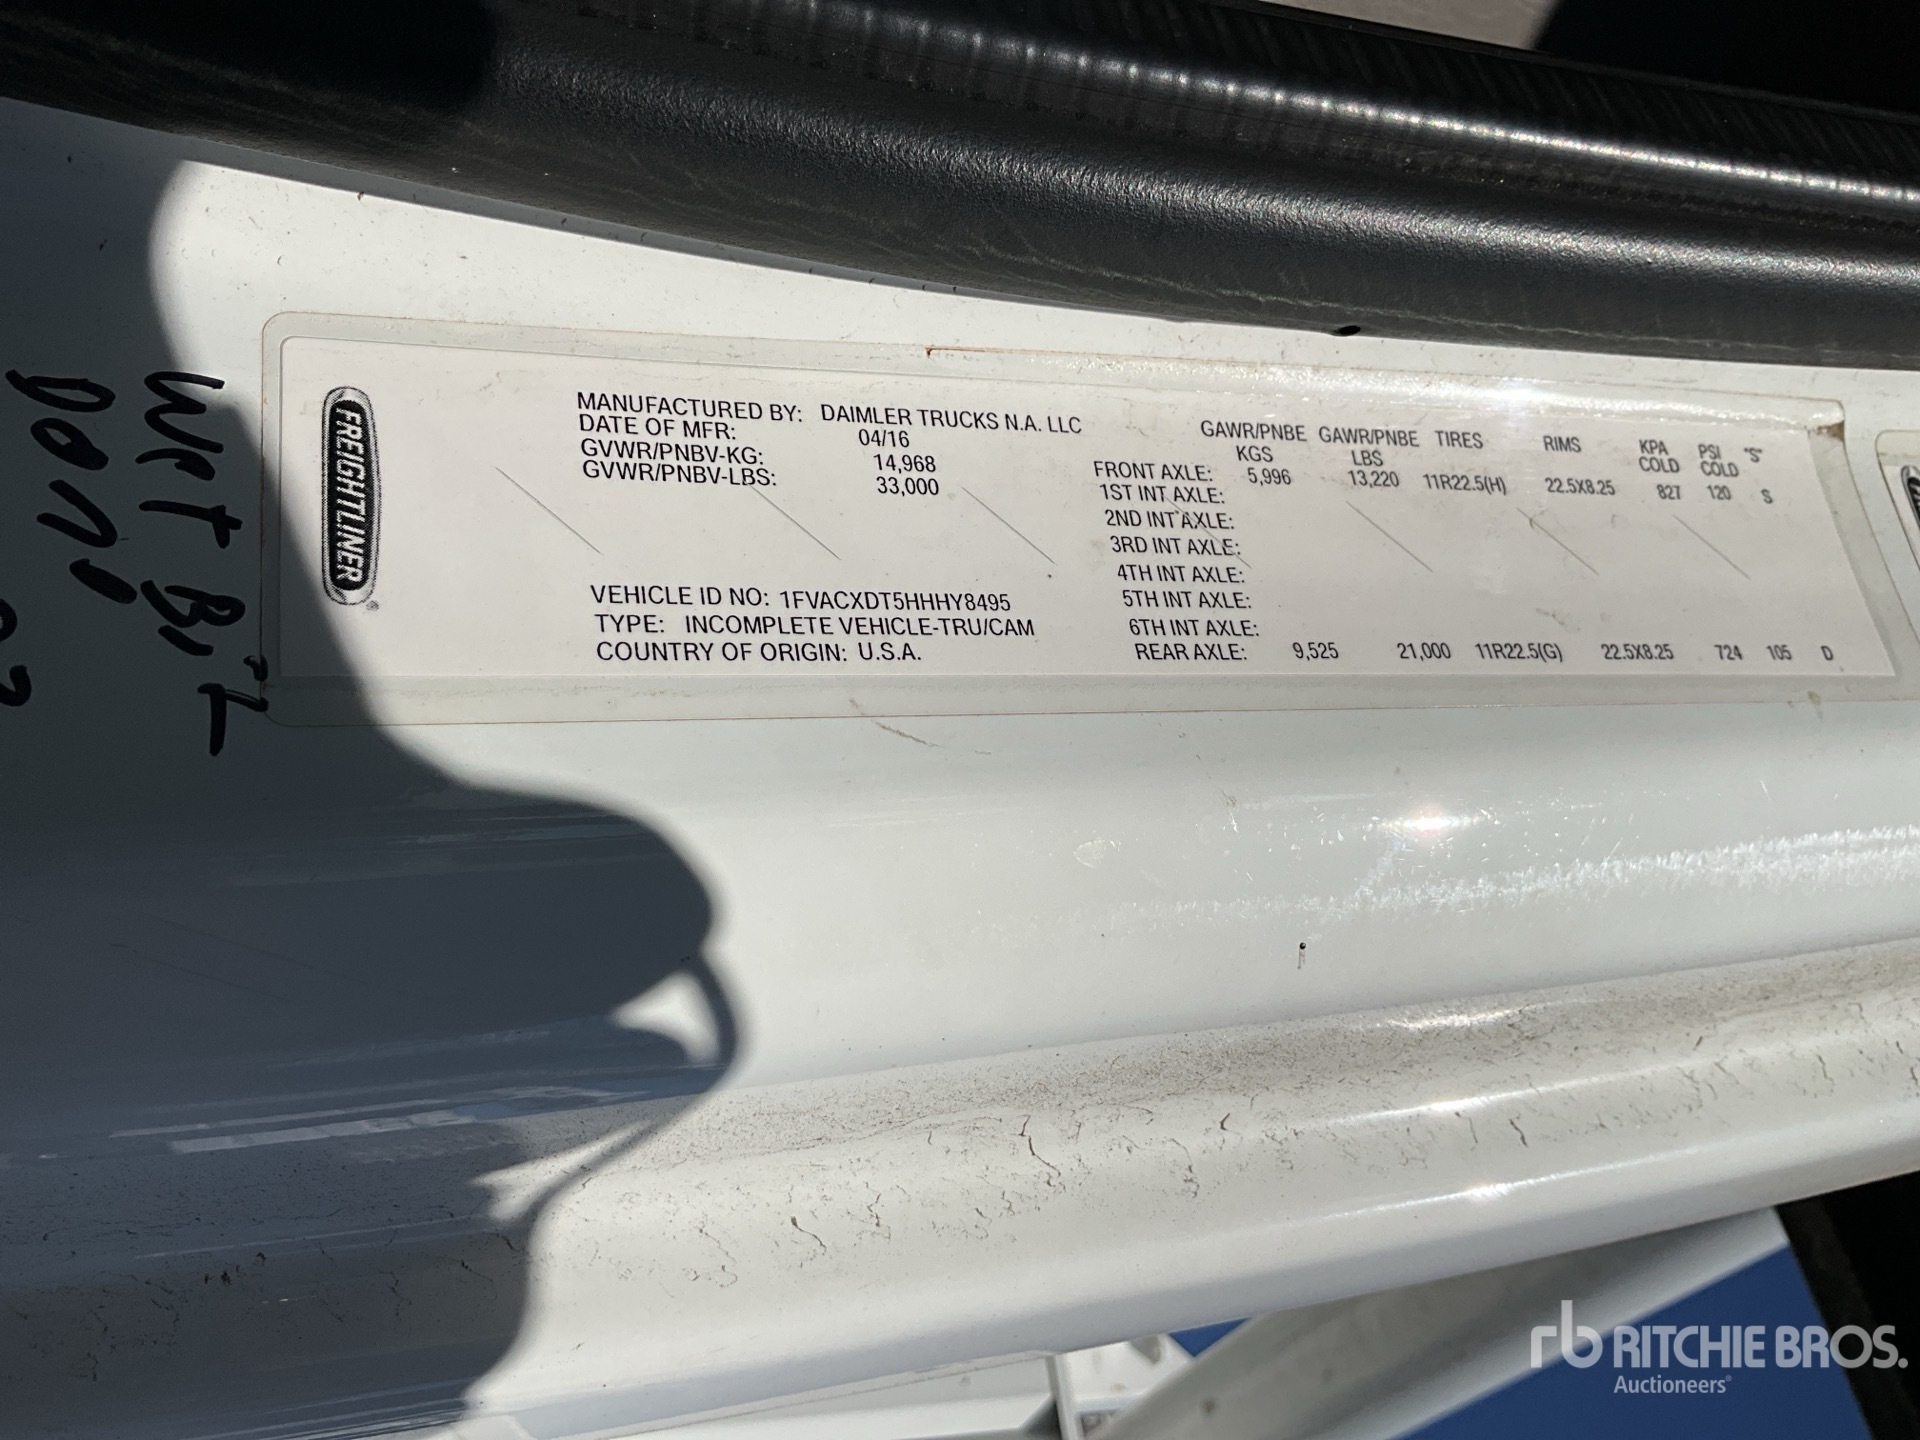 FREIGHTLINER
MANUFACTURED BY: DAIMLER TRUCKS N.A. LLC
DATE OF MFR: 04/16
GVWR/PNBV-KG: 14,968
GVWR/PNBV-LBS: 33,000
VEHICLE ID NO: 1FVACXDT5HHHY8495
TYPE: INCOMPLETE VEHICLE-TRU/CAM
COUNTRY OF ORIGIN: U.S.A.
GAWR/PNBE KGS GAWR/PNBE LBS TIRES RIMS KPA COLD PSI COLD "S"
FRONT AXLE: 5,996 13,220 11R22.5(H) 22.5X8.25 827 120 S
1ST INT AXLE:
2ND INT AXLE:
3RD INT AXLE:
4TH INT AXLE:
5TH INT AXLE:
6TH INT AXLE:
REAR AXLE: 9,525 21,000 11R22.5(G) 22.5X8.25 724 105 D
rb RITCHIE BROS.
Auctioneers